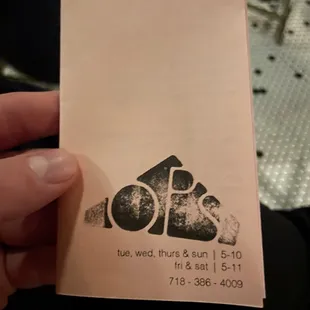 OPS
tue, wed, thurs & sun | 5-10
fri & sat | 5-11
718 - 386 - 4009